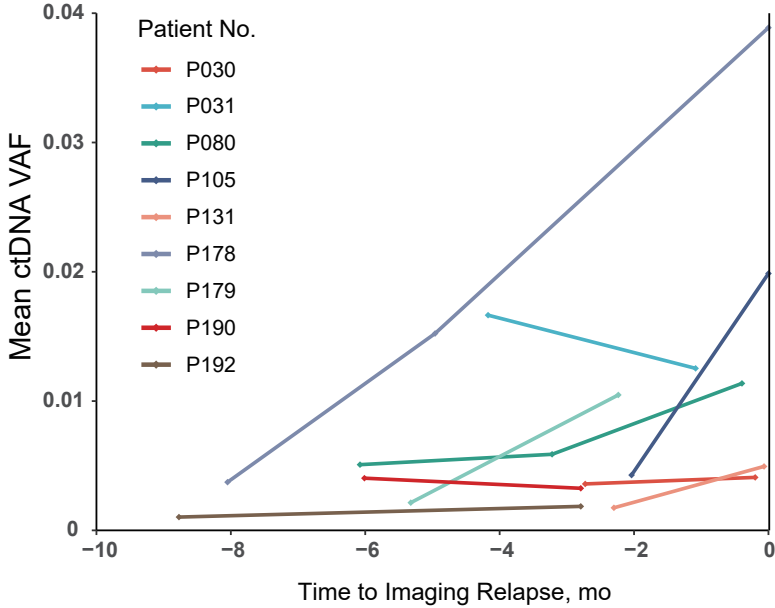 Mean ctDNA VAF
0.04
0.03
0.02
0.01
0
Patient No.
P030
P031
P080
P105
P131
P178
P179
P190
P192
−10
−8
−6
−4
−2
0
Time to Imaging Relapse, mo